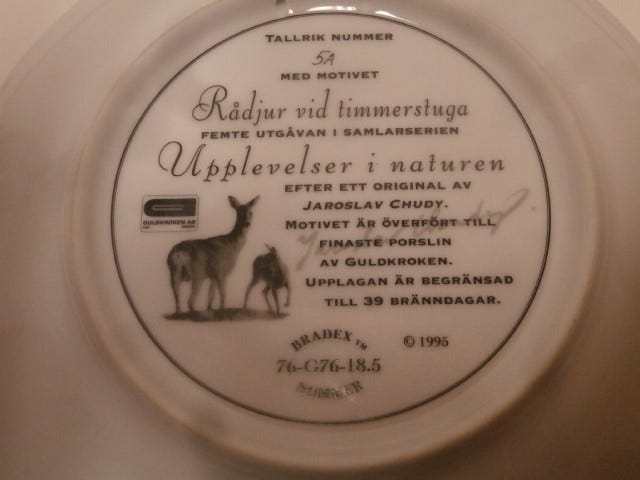 TALLRIK NUMMER
5A
MED MOTIVET
Rådjur vid timmerstuga
FEMTE UTGÅVAN I SAMLARSERIEN
Upplevelser i naturen
EFTER ETT ORIGINAL AV
JAROSLAV CHUDY.
MOTIVET ÄR ÖVERFÖRT TILL
FINASTE PORSLIN
AV GULDKROKEN.
UPPLAGAN ÄR BEGRÄNSAD
TILL 39 BRÄNNDAGAR.
GULDKROKEN AB
BRADEX TM
76-G76-18.5
NUMMER
© 1995